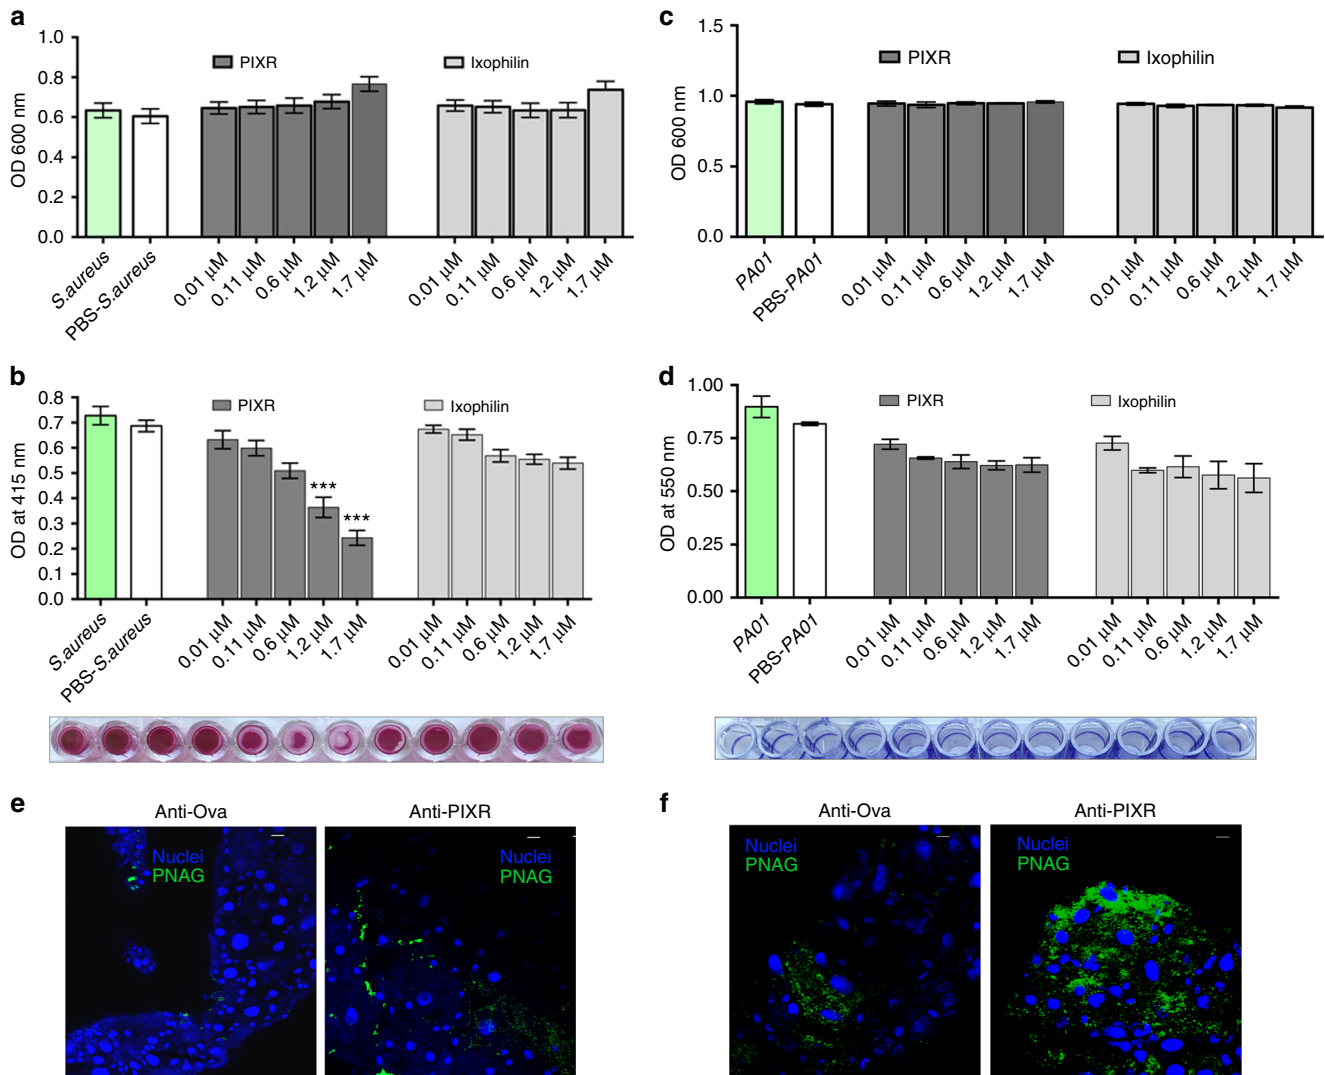 a
1.0
0.8
0.6
0.4
0.2
0.0
OD 600 nm
PIXR
Ixophilin
S.aureus
PBS-S.aureus
0.01 µM
0.11 µM
0.6 µM
1.2 µM
1.7 µM
0.01 µM
0.11 µM
0.6 µM
1.2 µM
1.7 µM
c
1.5
1.0
0.5
0.0
OD 600 nm
PIXR
Ixophilin
PA01
PBS-PA01
0.01 µM
0.11 µM
0.6 µM
1.2 µM
1.7 µM
0.01 µM
0.11 µM
0.6 µM
1.2 µM
1.7 µM
b
0.8
0.7
0.6
0.5
0.4
0.3
0.2
0.1
0.0
OD at 415 nm
PIXR
Ixophilin
***
***
S.aureus
PBS-S.aureus
0.01 µM
0.11 µM
0.6 µM
1.2 µM
1.7 µM
0.01 µM
0.11 µM
0.6 µM
1.2 µM
1.7 µM
d
1.00
0.75
0.50
0.25
0.00
OD at 550 nm
PIXR
Ixophilin
PA01
PBS-PA01
0.01 µM
0.11 µM
0.6 µM
1.2 µM
1.7 µM
0.01 µM
0.11 µM
0.6 µM
1.2 µM
1.7 µM
e
Anti-Ova
Anti-PIXR
Nuclei
PNAG
Nuclei
PNAG
f
Anti-Ova
Anti-PIXR
Nuclei
PNAG
Nuclei
PNAG